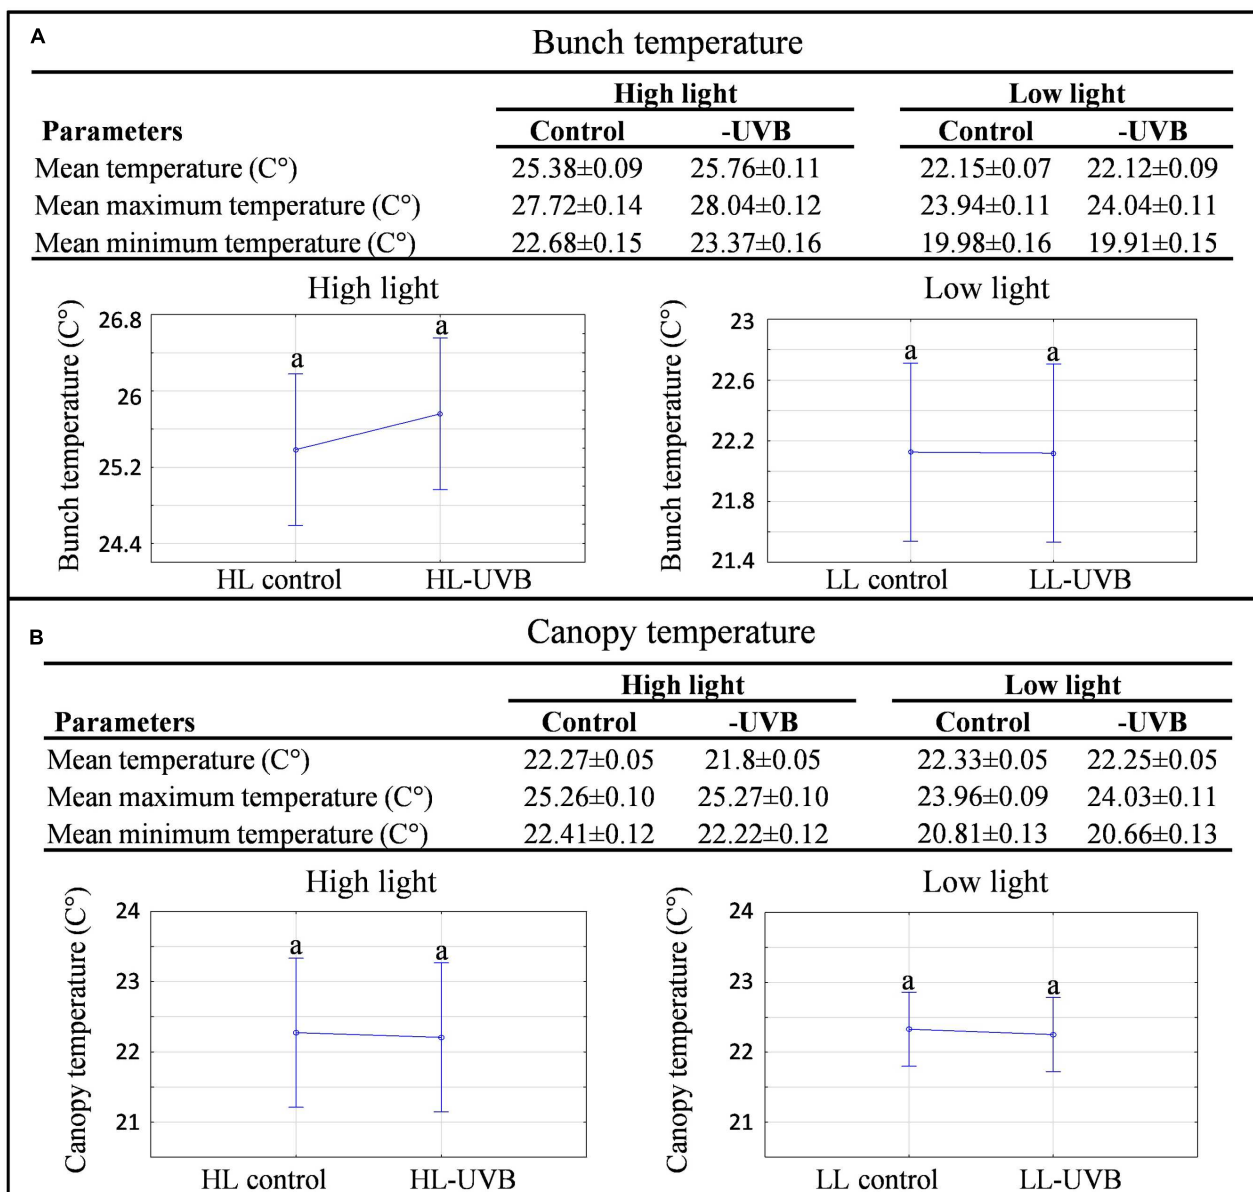 A
Bunch temperature
High light Low light
Parameters Control -UVB Control -UVB
Mean temperature (C°) 25.38±0.09 25.76±0.11 22.15±0.07 22.12±0.09
Mean maximum temperature (C°) 27.72±0.14 28.04±0.12 23.94±0.11 24.04±0.11
Mean minimum temperature (C°) 22.68±0.15 23.37±0.16 19.98±0.16 19.91±0.15
High light
Bunch temperature (C°)
26.8
26
25.2
24.4
a
a
HL control HL-UVB
Low light
Bunch temperature (C°)
23
22.6
22.2
21.8
21.4
a a
LL control LL-UVB
B
Canopy temperature
High light Low light
Parameters Control -UVB Control -UVB
Mean temperature (C°) 22.27±0.05 21.8±0.05 22.33±0.05 22.25±0.05
Mean maximum temperature (C°) 25.26±0.10 25.27±0.10 23.96±0.09 24.03±0.11
Mean minimum temperature (C°) 22.41±0.12 22.22±0.12 20.81±0.13 20.66±0.13
High light
Canopy temperature (C°)
24
23
22
21
a a
HL control HL-UVB
Low light
Canopy temperature (C°)
24
23
22
21
a a
LL control LL-UVB